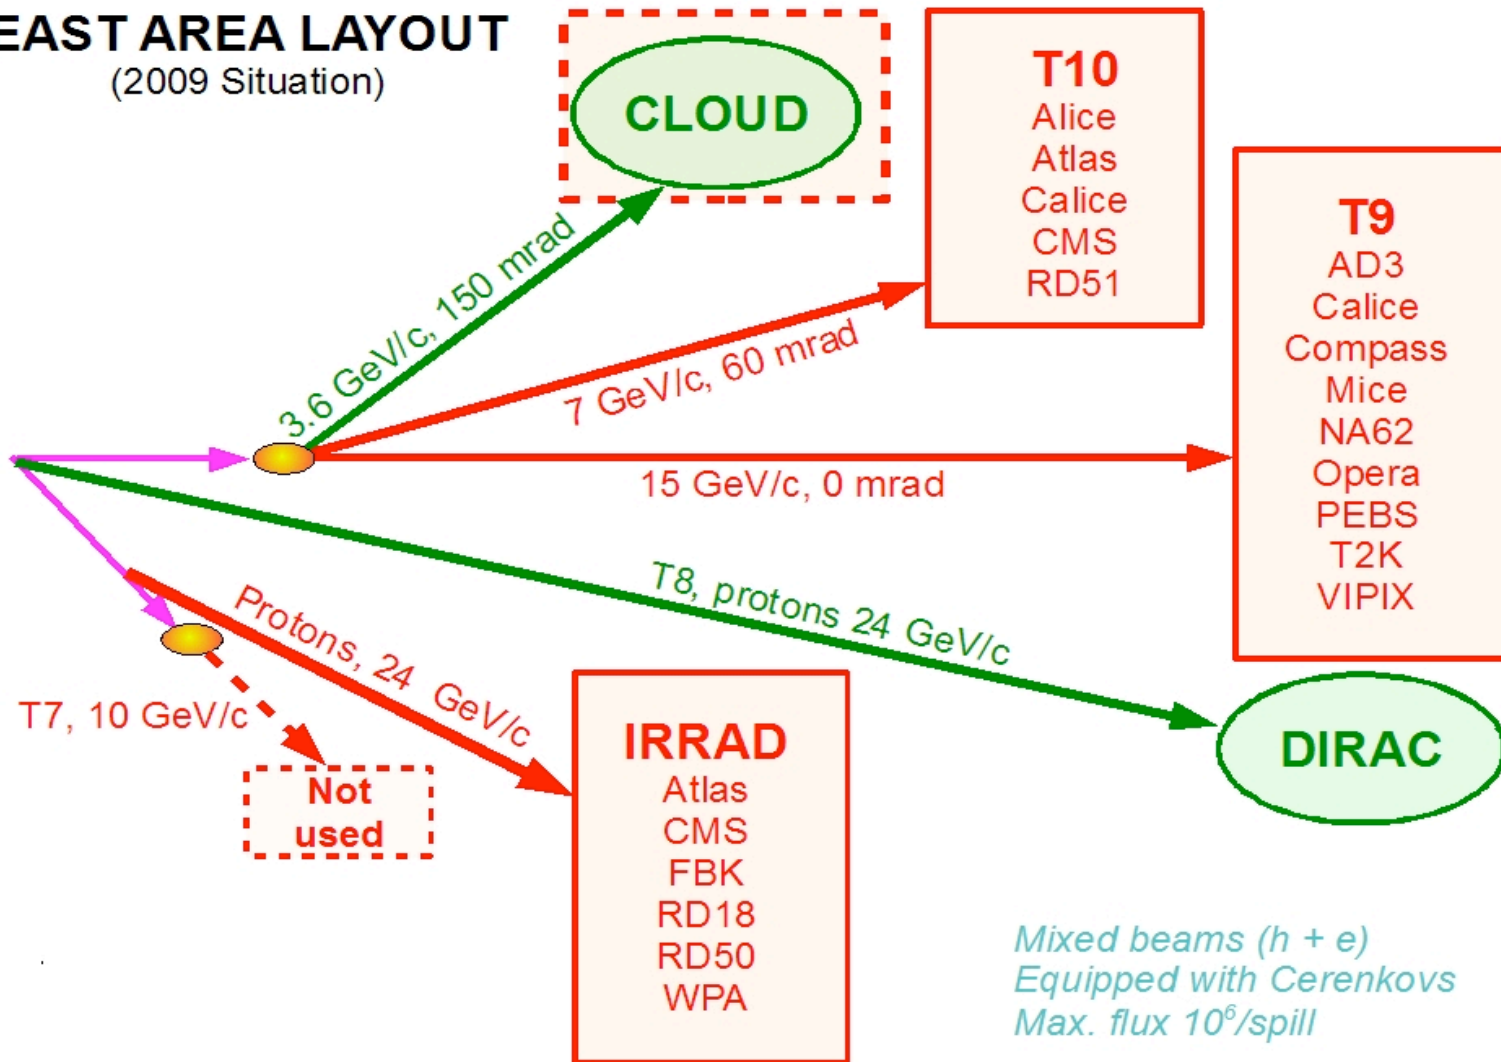 EAST AREA LAYOUT
(2009 Situation)
CLOUD
T10
Alice
Atlas
Calice
CMS
RD51
T9
AD3
Calice
Compass
Mice
NA62
Opera
PEBS
T2K
VIPIX
3.6 GeV/c, 150 mrad
7 GeV/c, 60 mrad
15 GeV/c, 0 mrad
T8, protons 24 GeV/c
Protons, 24 GeV/c
T7, 10 GeV/c
Not
used
IRRAD
Atlas
CMS
FBK
RD18
RD50
WPA
DIRAC
Mixed beams (h + e)
Equipped with Cerenkovs
Max. flux 10⁶/spill